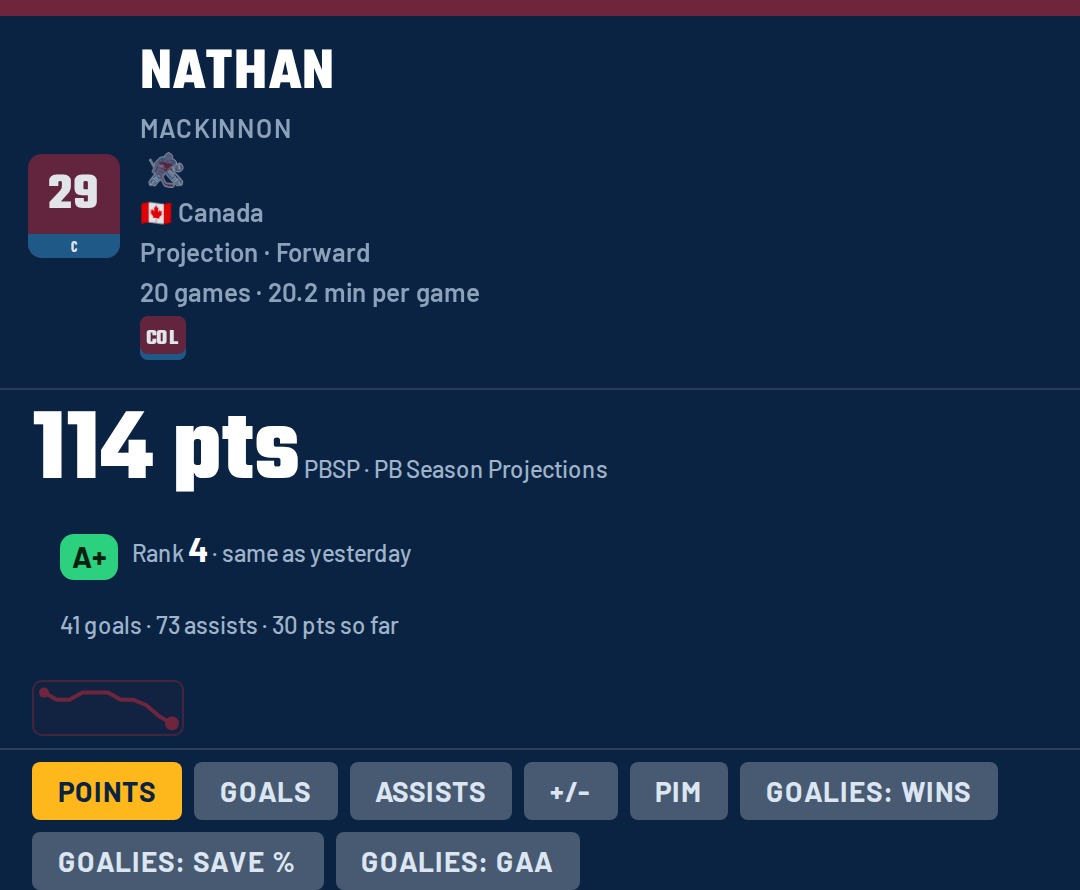 NATHAN
MACKINNON
29
C
Canada
Projection · Forward
20 games · 20.2 min per game
COL
114 pts PBSP · PB Season Projections
A+ Rank 4 · same as yesterday
41 goals · 73 assists · 30 pts so far
POINTS GOALS ASSISTS +/- PIM GOALIES: WINS
GOALIES: SAVE % GOALIES: GAA